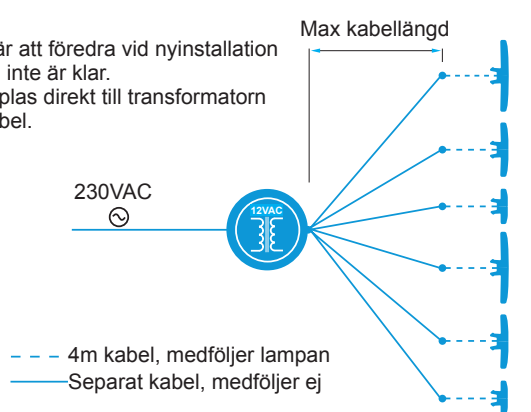 Max kabellängd
är att föredra vid nyinstallation
inte är klar.
plas direkt till transformatorn
bel.
230VAC
12VAC
4m kabel, medföljer lampan
Separat kabel, medföljer ej